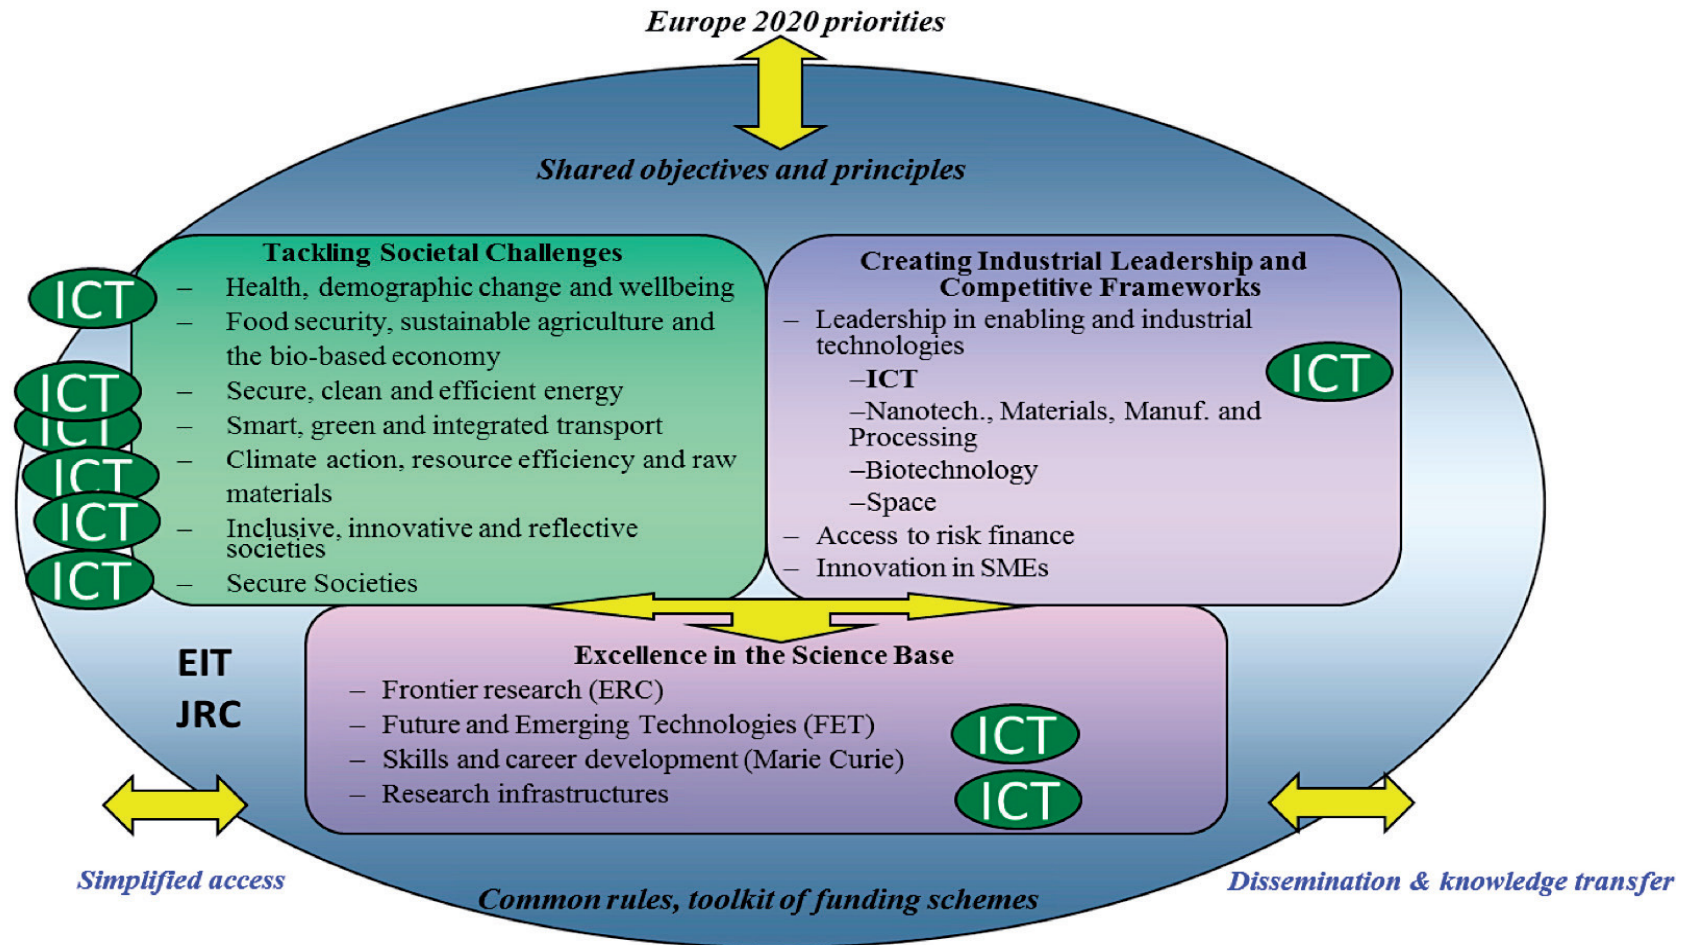 Europe 2020 priorities
Shared objectives and principles
Tackling Societal Challenges
– Health, demographic change and wellbeing
– Food security, sustainable agriculture and
the bio-based economy
– Secure, clean and efficient energy
– Smart, green and integrated transport
– Climate action, resource efficiency and raw
materials
– Inclusive, innovative and reflective
societies
– Secure Societies
ICT
ICT
ICT
ICT
ICT
ICT
Creating Industrial Leadership and
Competitive Frameworks
– Leadership in enabling and industrial
technologies
–ICT
–Nanotech., Materials, Manuf. and
Processing
–Biotechnology
–Space
– Access to risk finance
– Innovation in SMEs
ICT
Excellence in the Science Base
– Frontier research (ERC)
– Future and Emerging Technologies (FET)
– Skills and career development (Marie Curie)
– Research infrastructures
ICT
ICT
EIT
JRC
Simplified access
Common rules, toolkit of funding schemes
Dissemination & knowledge transfer